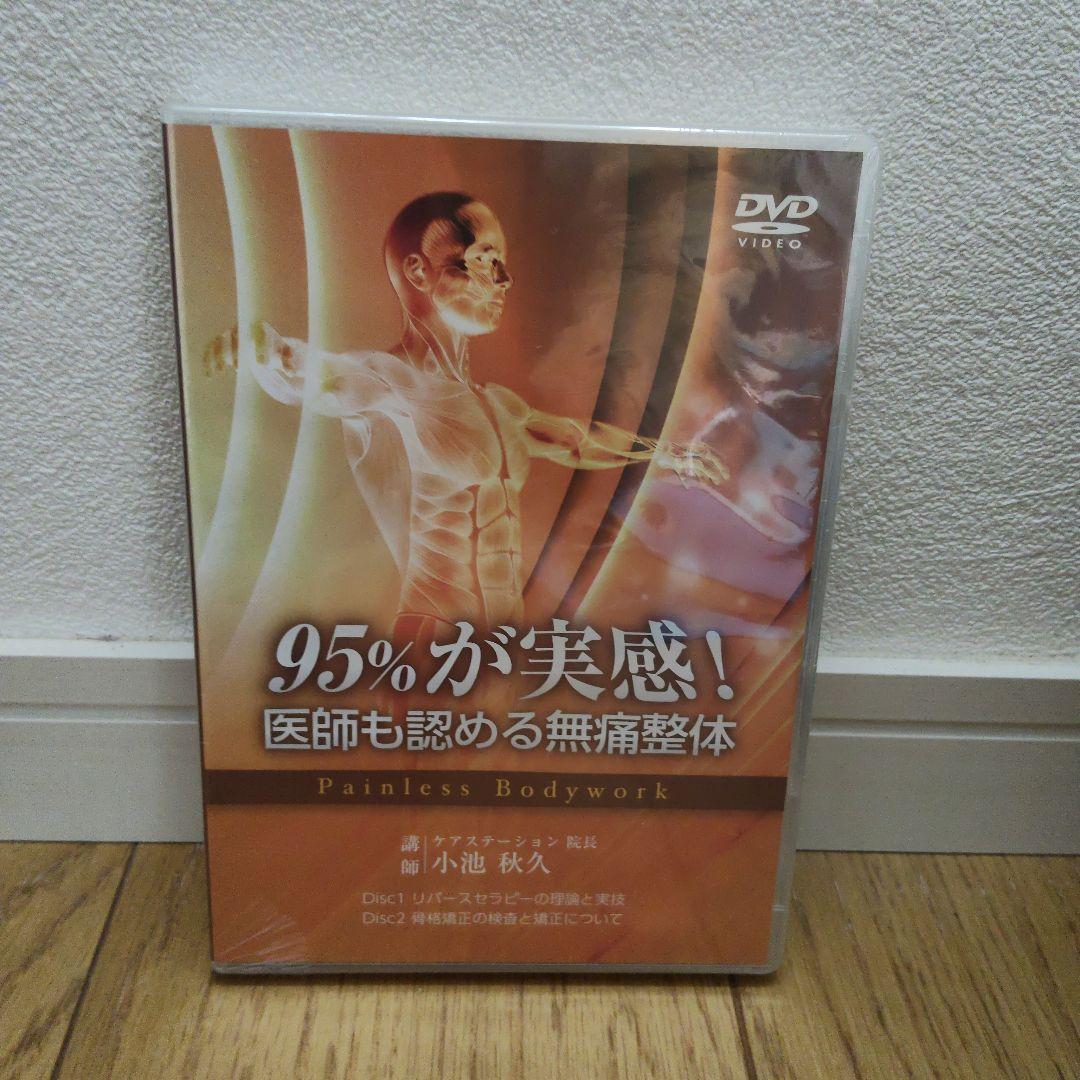 DVD
VIDEO
95%が実感!
医師も認める無痛整体
Painless Bodywork
講師
ケアステーション 院長
小池 秋久
Disc1 リバースセラピーの理論と実技
Disc2 骨格矯正の検査と矯正について